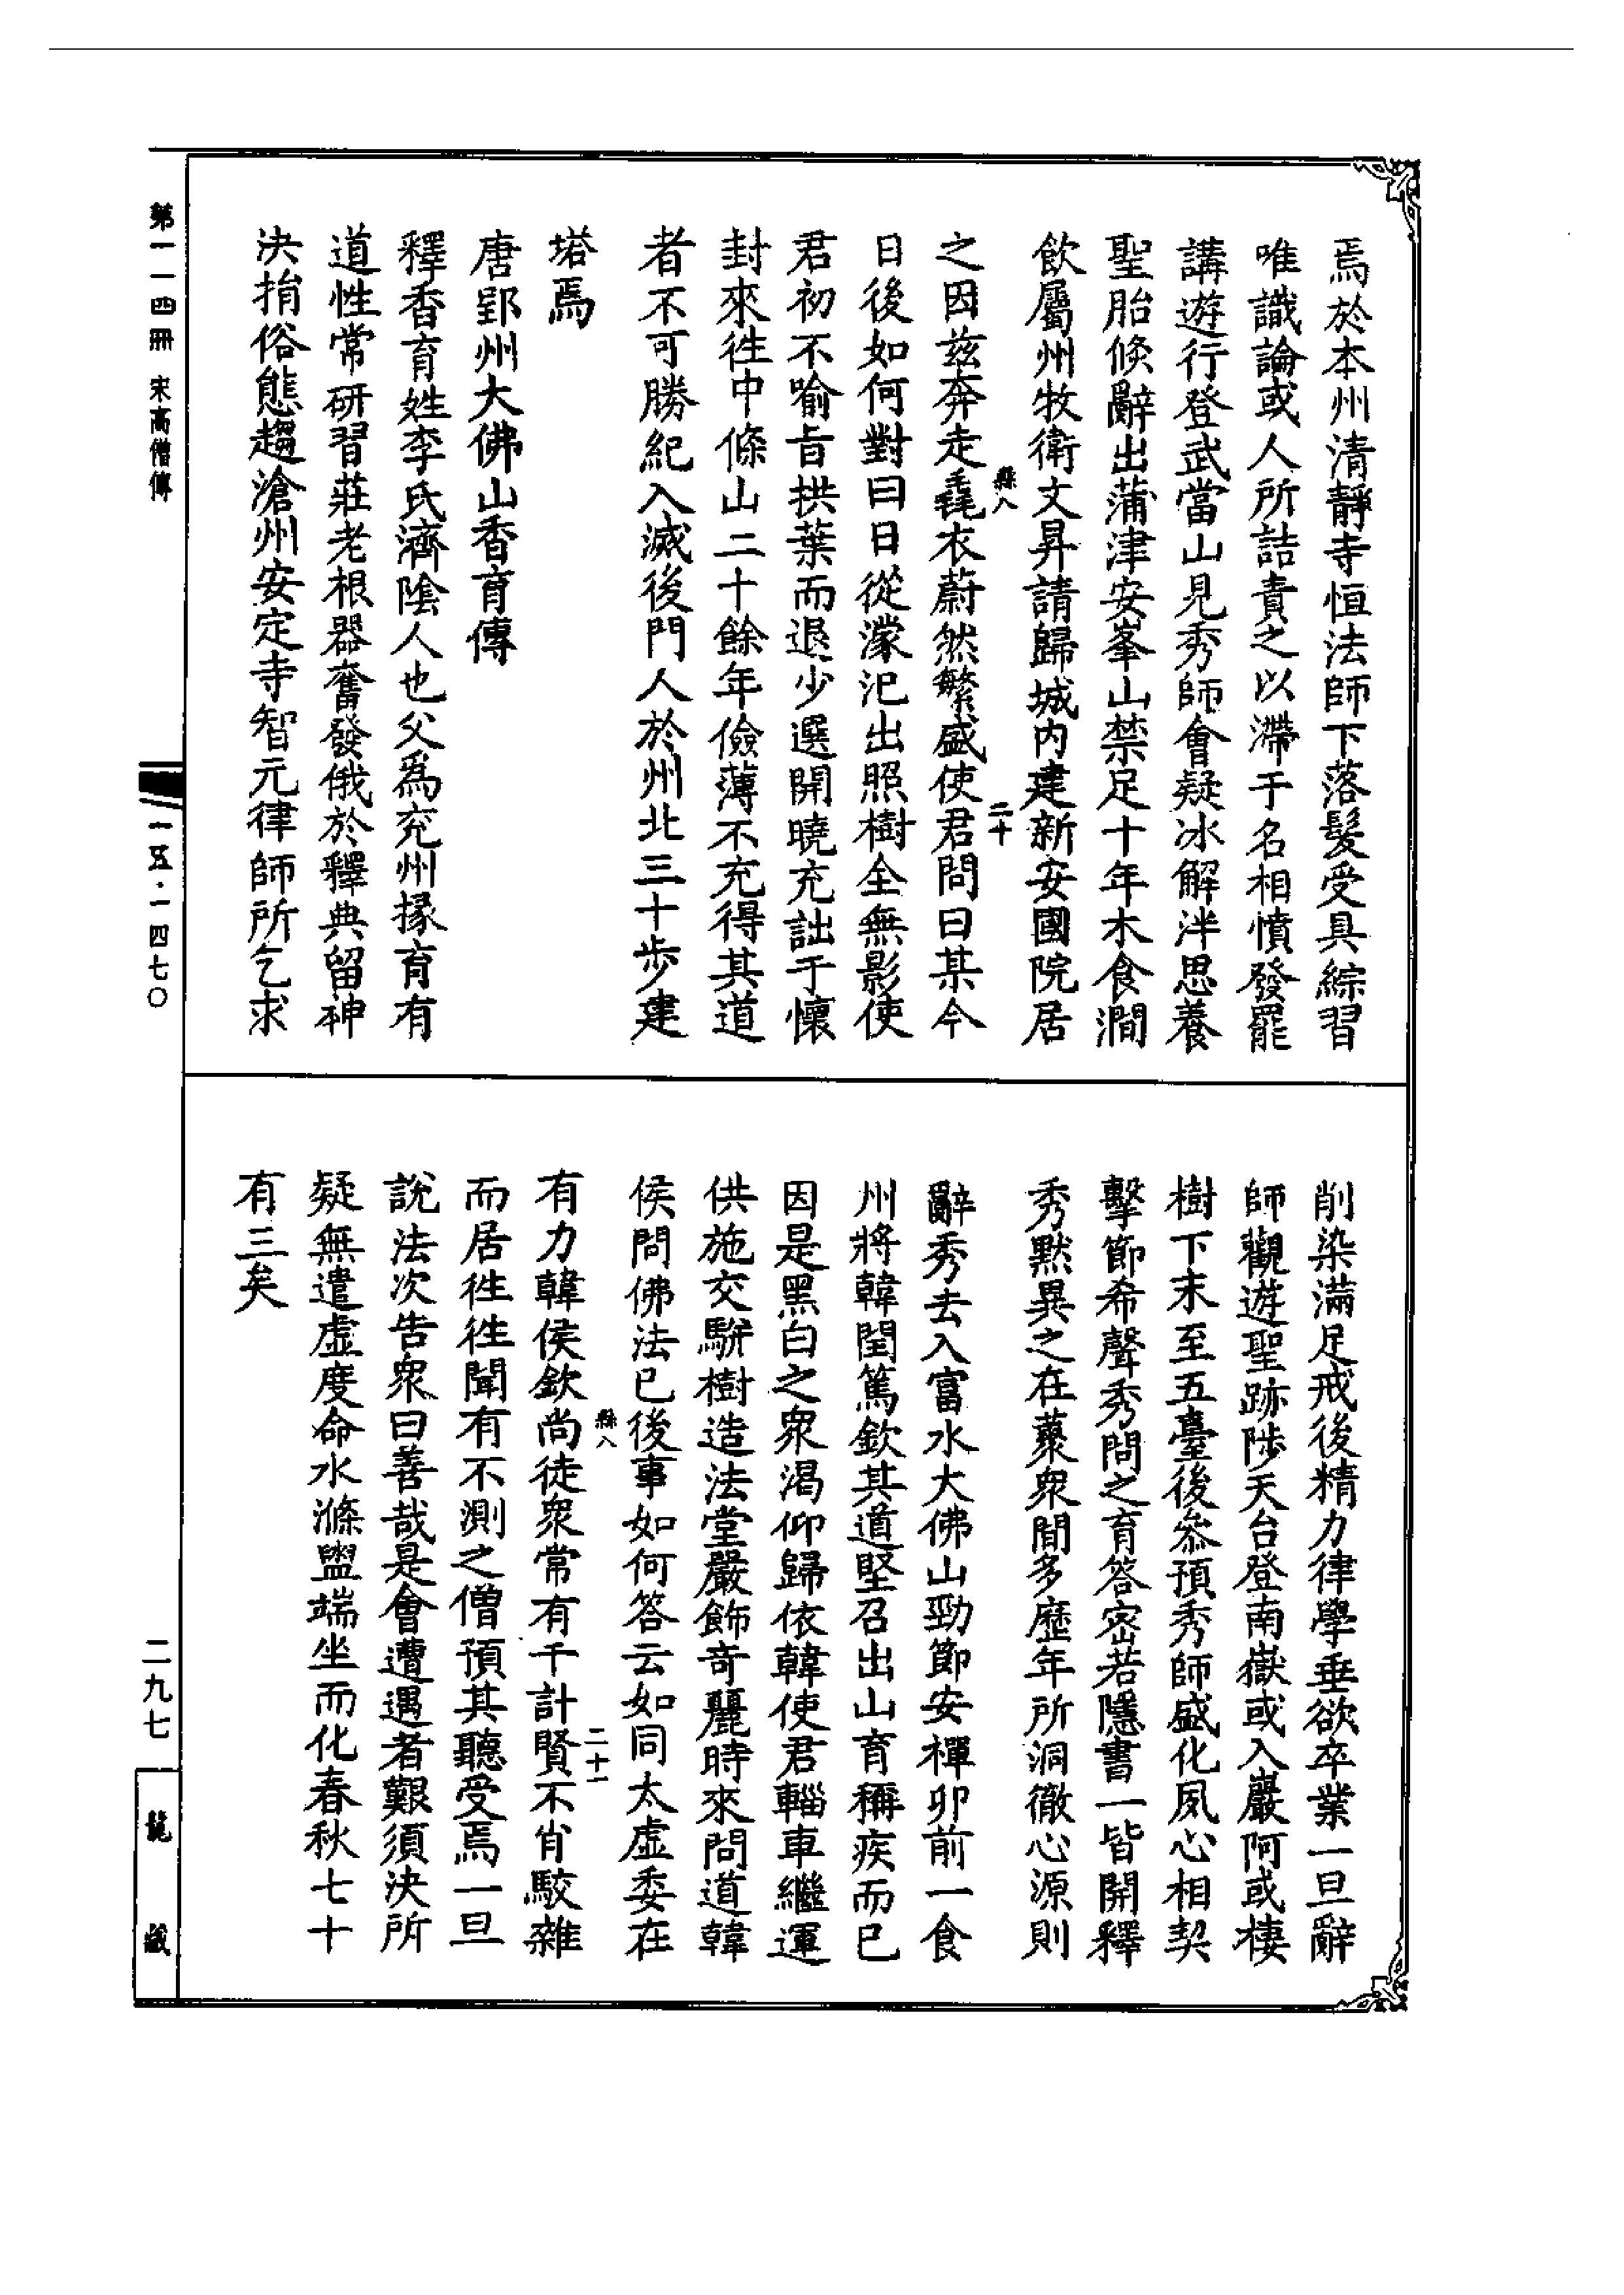 焉於本州清靜寺恒法師下落髮受具綜習
唯識論或人所詰責之以滯于名相憤發罷
講遊行登武當山見秀師會疑冰解泮思養
聖胎倏辭出蒲津安峯山禁足十年木食澗
飲屬州牧衛文昇請歸城內建新安國院居
縣八
二十
之因茲奔走毳衣蔚然繁盛使君問曰某今
日後如何對曰日從濛汜出照樹全無影使
君初不喻旨拱葉而退少選開曉充詘于懷
封來徃中條山二十餘年儉薄不充得其道
者不可勝紀入滅後門人於州北三十步建
塔焉
唐郢州大佛山香育傳
釋香育姓李氏濟陰人也父爲兖州掾育有
道性常研習莊老根器奮發俄於釋典留神
決捐俗態趨滄州安定寺智元律師所乞求
削染滿足戒後精力律學垂欲卒業一旦辭
師觀遊聖跡陟天台登南嶽或入巖阿或棲
樹下末至五臺後叅預秀師盛化夙心相契
擊節希聲秀問之育答密若隱書一皆開釋
秀默異之在藂衆間多歷年所洞徹心源則
辭秀去入富水大佛山勁節安禪卯前一食
州將韓閏篤欽其道堅召出山育稱疾而已
因是黑白之衆渴仰歸依韓使君輜車繼運
供施交駢樹造法堂嚴飾奇麗時來問道韓
侯問佛法已後事如何答云如同太虛委在
縣八
二十一
有力韓侯欽尚徒衆常有千計賢不肖駮雜
而居徃徃聞有不測之僧預其聽受焉一旦
說法次告衆曰善哉是會遭遇者艱須決所
疑無遣虛度命水滌盥端坐而化春秋七十
有三矣
第一一四冊 宋高僧傳
一五·一四七〇
二九七
龍藏